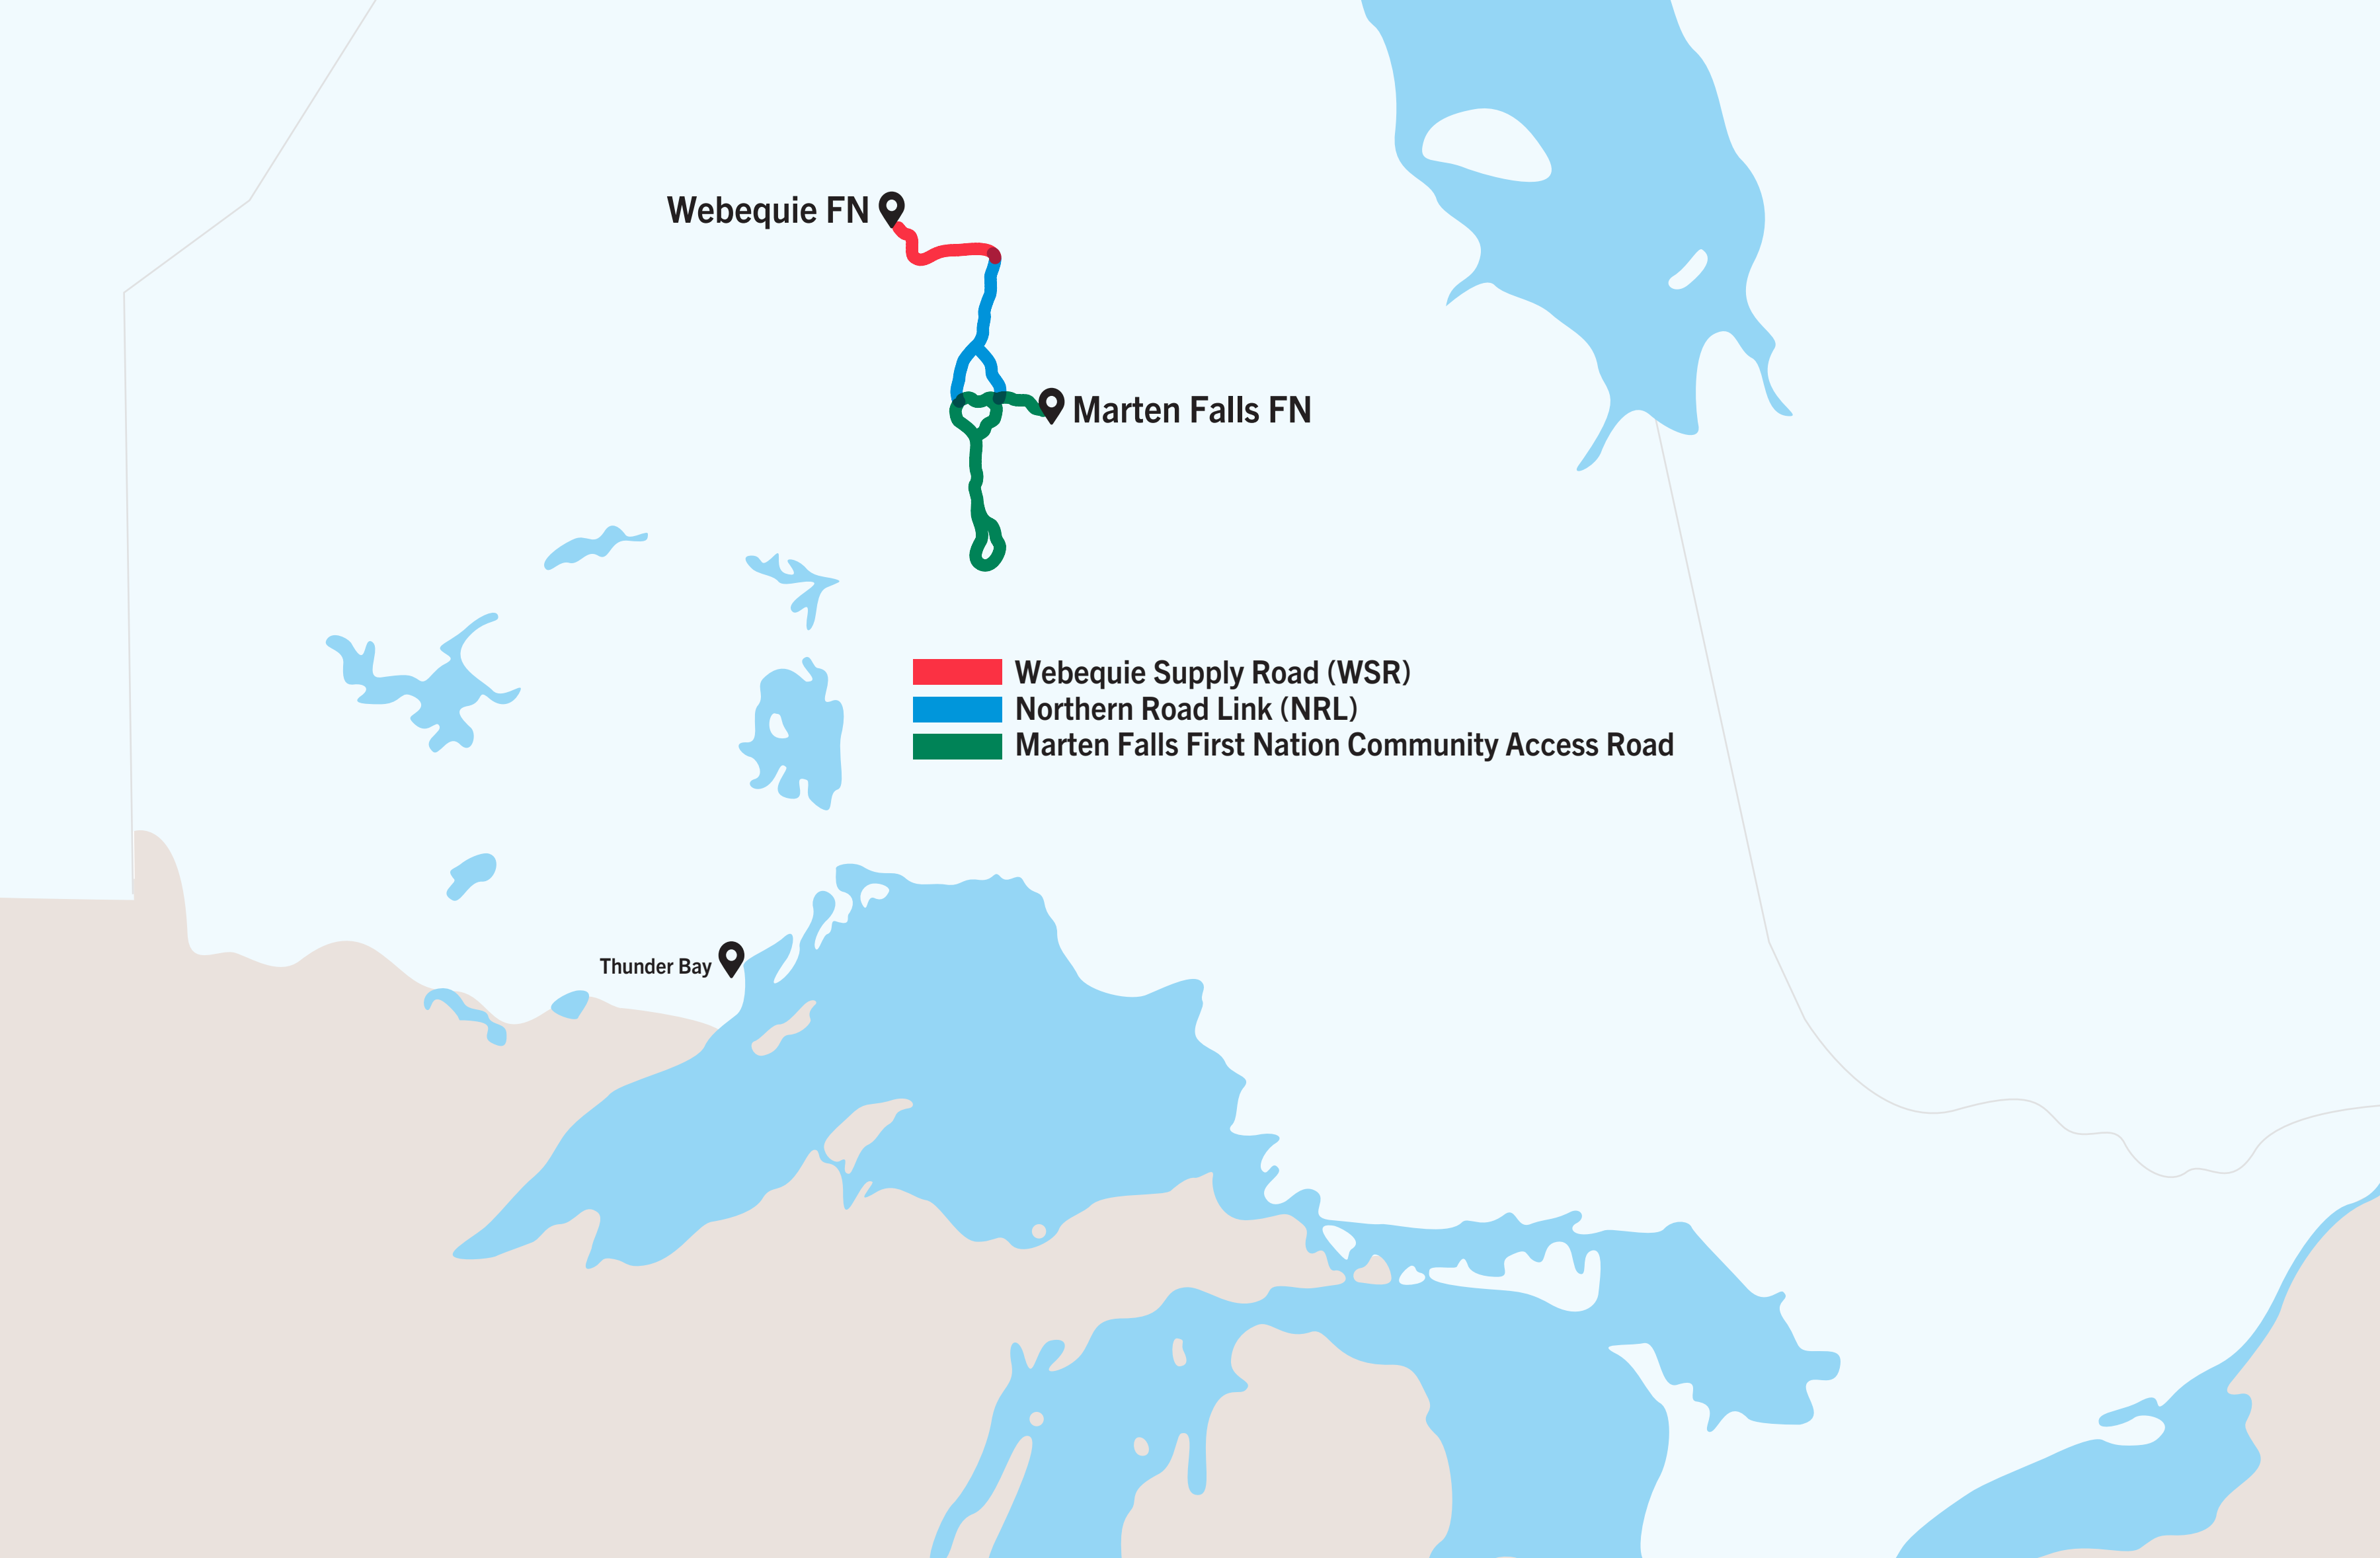 Webequie FN
Marten Falls FN
Webequie Supply Road (WSR)
Northern Road Link (NRL)
Marten Falls First Nation Community Access Road
Thunder Bay